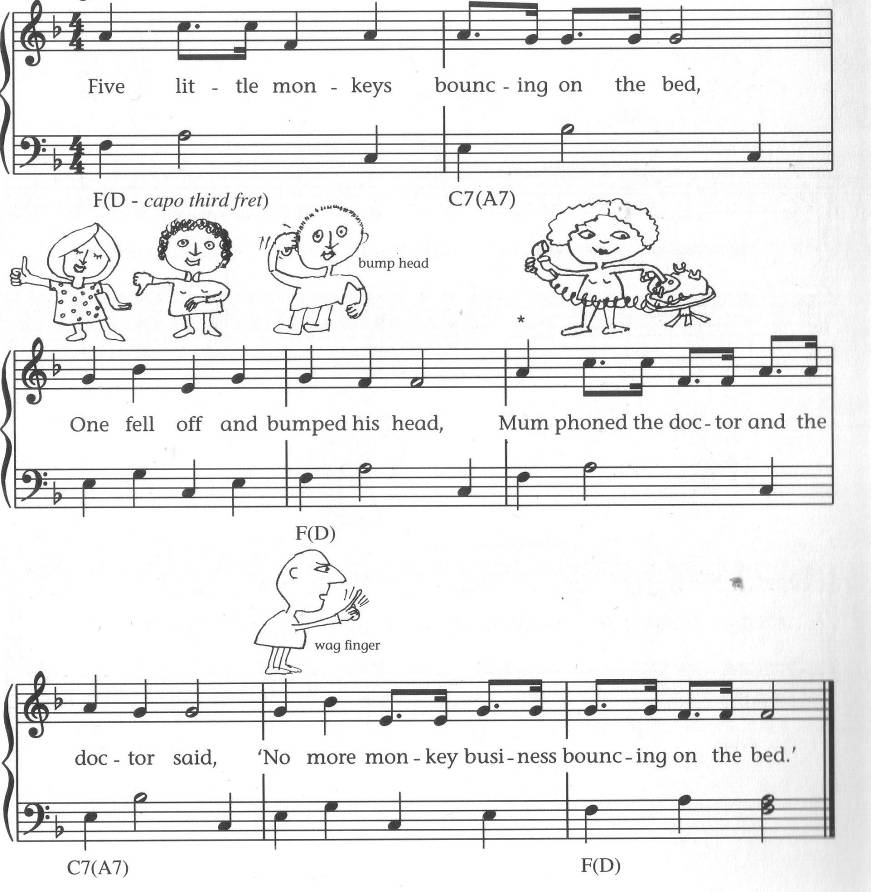 Five lit - tle mon - keys bounc - ing on the bed,
F(D - capo third fret) C7(A7)
bump head
*
One fell off and bumped his head, Mum phoned the doc - tor and the
F(D)
wag finger
doc - tor said, ‘No more mon - key busi - ness bounc - ing on the bed.’
C7(A7) F(D)